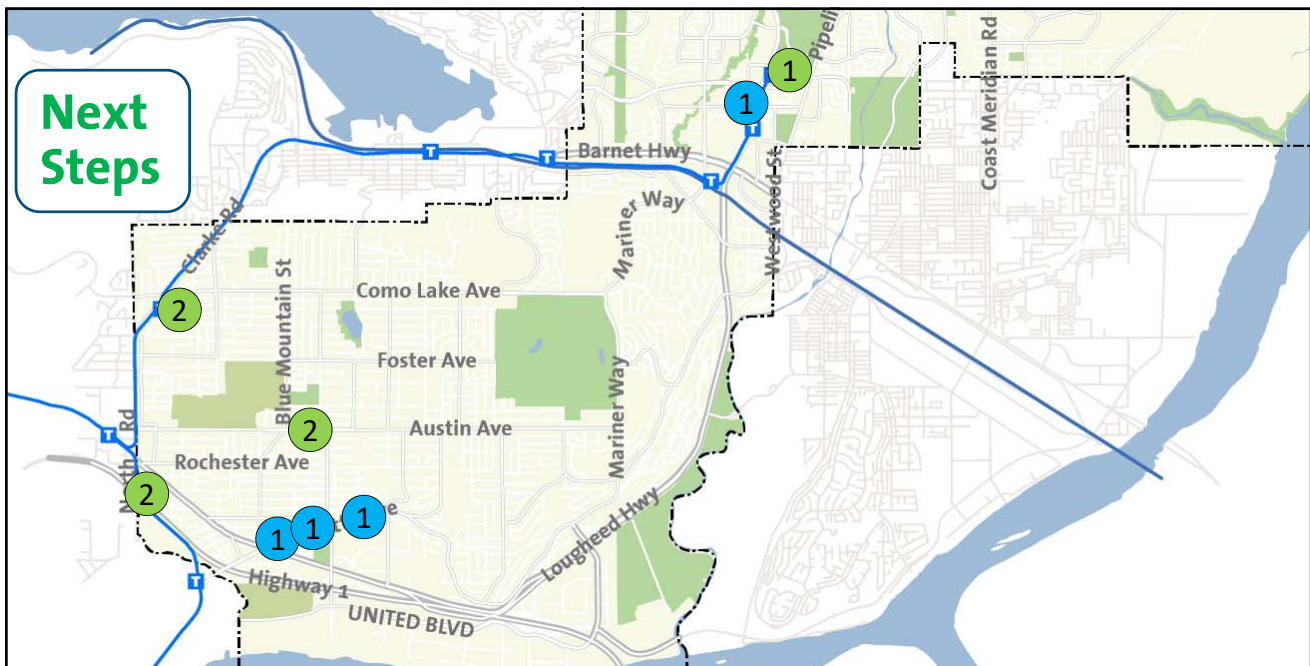 Next
Steps
1
Pipeli
1
Coast Meridian Rd
Barnet Hwy
Westwood St
Mariner Way
Clarke Rd
Blue Mountain St
Como Lake Ave
2
Foster Ave
Mariner Way
Rd
2
Austin Ave
Rochester Ave
2
1
1
1
Lougheed Hwy
Highway 1
UNITED BLVD
T
T
T
T
T
T